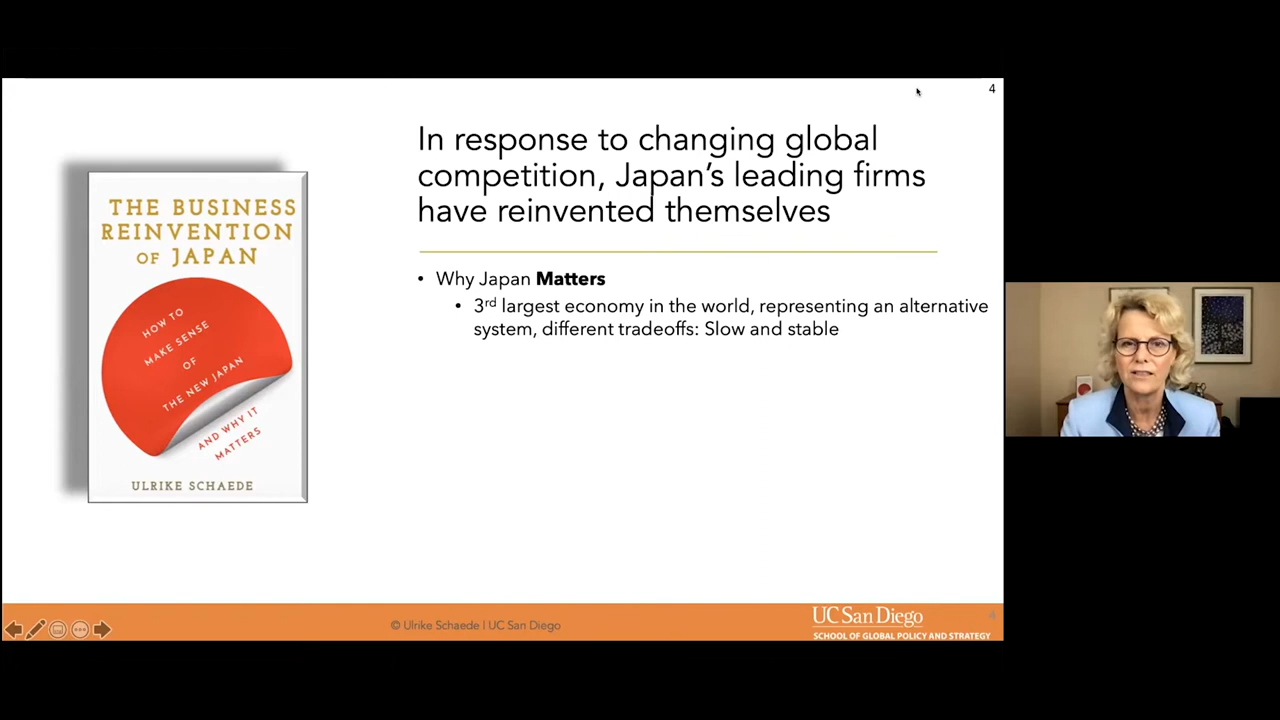 4
In response to changing global
competition, Japan's leading firms
have reinvented themselves
• Why Japan Matters
• 3rd largest economy in the world, representing an alternative
system, different tradeoffs: Slow and stable
THE BUSINESS
REINVENTION
OF JAPAN
HOW TO
MAKE SENSE
OF
THE NEW JAPAN
AND WHY IT
MATTERS
ULRIKE SCHAEDE
© Ulrike Schaede | UC San Diego
UC San Diego
SCHOOL OF GLOBAL POLICY AND STRATEGY
4